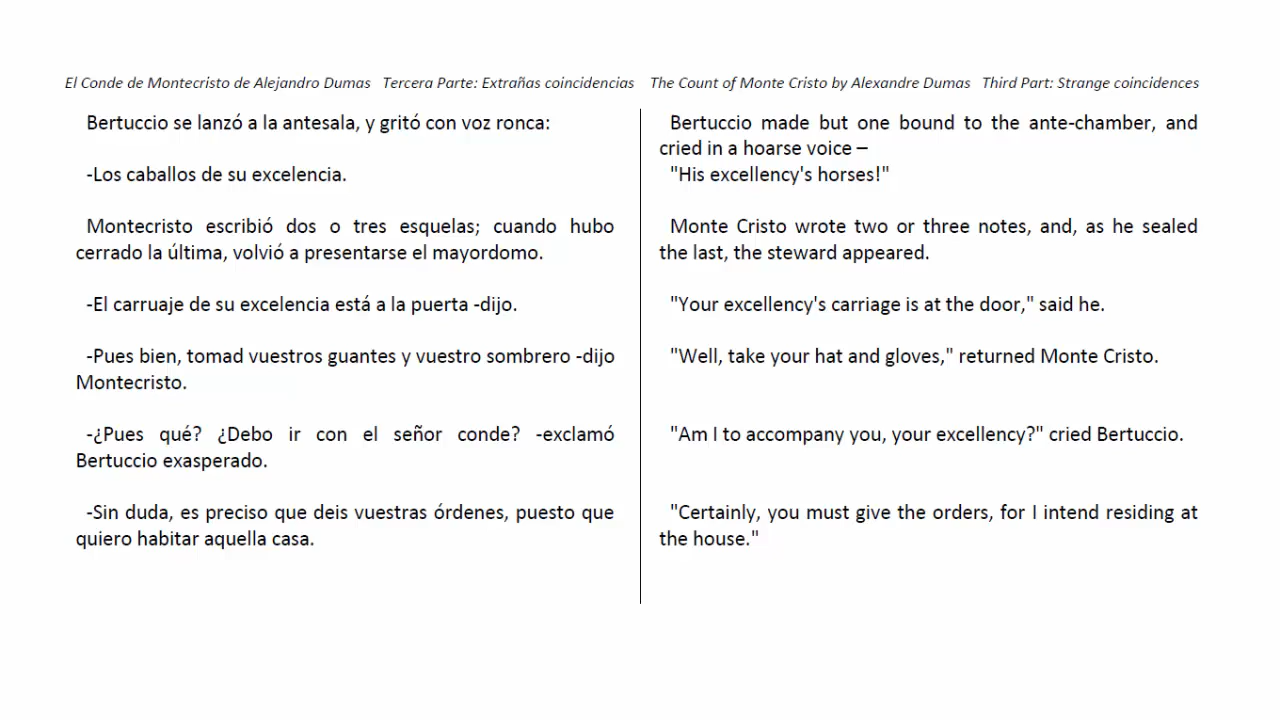 El Conde de Montecristo de Alejandro Dumas   Tercera Parte: Extrañas coincidencias
Bertuccio se lanzó a la antesala, y gritó con voz ronca:
-Los caballos de su excelencia.
Montecristo escribió dos o tres esquelas; cuando hubo
cerrado la última, volvió a presentarse el mayordomo.
-El carruaje de su excelencia está a la puerta -dijo.
-Pues bien, tomad vuestros guantes y vuestro sombrero -dijo
Montecristo.
-¿Pues qué? ¿Debo ir con el señor conde? -exclamó
Bertuccio exasperado.
-Sin duda, es preciso que deis vuestras órdenes, puesto que
quiero habitar aquella casa.
The Count of Monte Cristo by Alexandre Dumas   Third Part: Strange coincidences
Bertuccio made but one bound to the ante-chamber, and
cried in a hoarse voice –
"His excellency's horses!"
Monte Cristo wrote two or three notes, and, as he sealed
the last, the steward appeared.
"Your excellency's carriage is at the door," said he.
"Well, take your hat and gloves," returned Monte Cristo.
"Am I to accompany you, your excellency?" cried Bertuccio.
"Certainly, you must give the orders, for I intend residing at
the house."